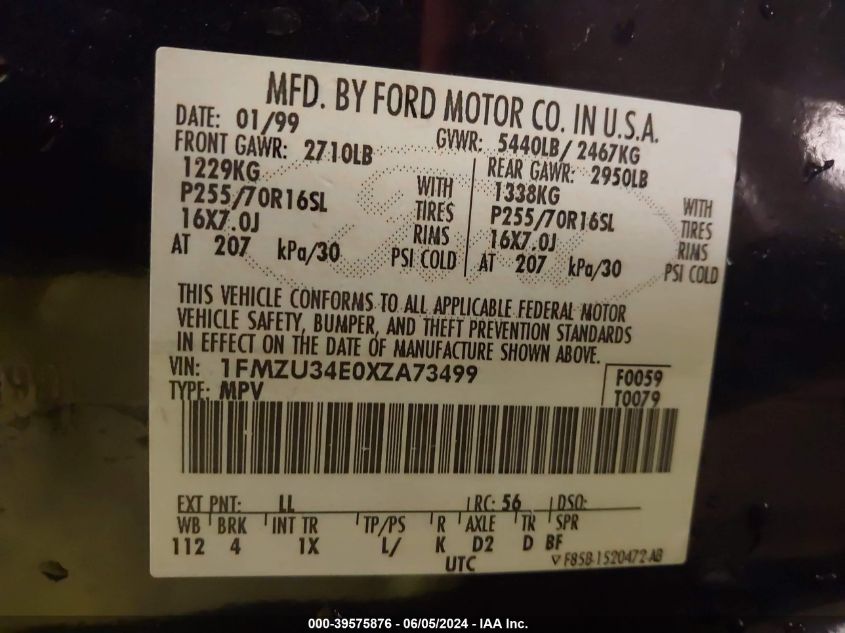 MFD. BY FORD MOTOR CO. IN U.S.A.
DATE: 01/99 GVWR: 5440LB/ 2467KG
FRONT GAWR: 2710LB REAR GAWR: 2950LB
1229KG WITH 1338KG WITH
P255/70R16SL TIRES P255/70R16SL TIRES
16X7.0J RIMS 16X7.0J RIMS
AT 207 kPa/30 PSI COLD AT 207 kPa/30 PSI COLD
THIS VEHICLE CONFORMS TO ALL APPLICABLE FEDERAL MOTOR
VEHICLE SAFETY, BUMPER, AND THEFT PREVENTION STANDARDS
IN EFFECT ON THE DATE OF MANUFACTURE SHOWN ABOVE.
VIN: 1FMZU34E0XZA73499 F0059
TYPE: MPV T0079
EXT PNT: LL RC: 56 DSO:
WB BRK INT TR TP/PS R AXLE TR SPR
112 4 1X L/ K D2 D BF
UTC ▽ F85B-1520472-AB
000-39575876 / 06/05/2024 - IAA Inc.